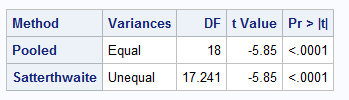 Method Variances DF t Value Pr > |t|
Pooled Equal 18 -5.85 <.0001
Satterthwaite Unequal 17.241 -5.85 <.0001